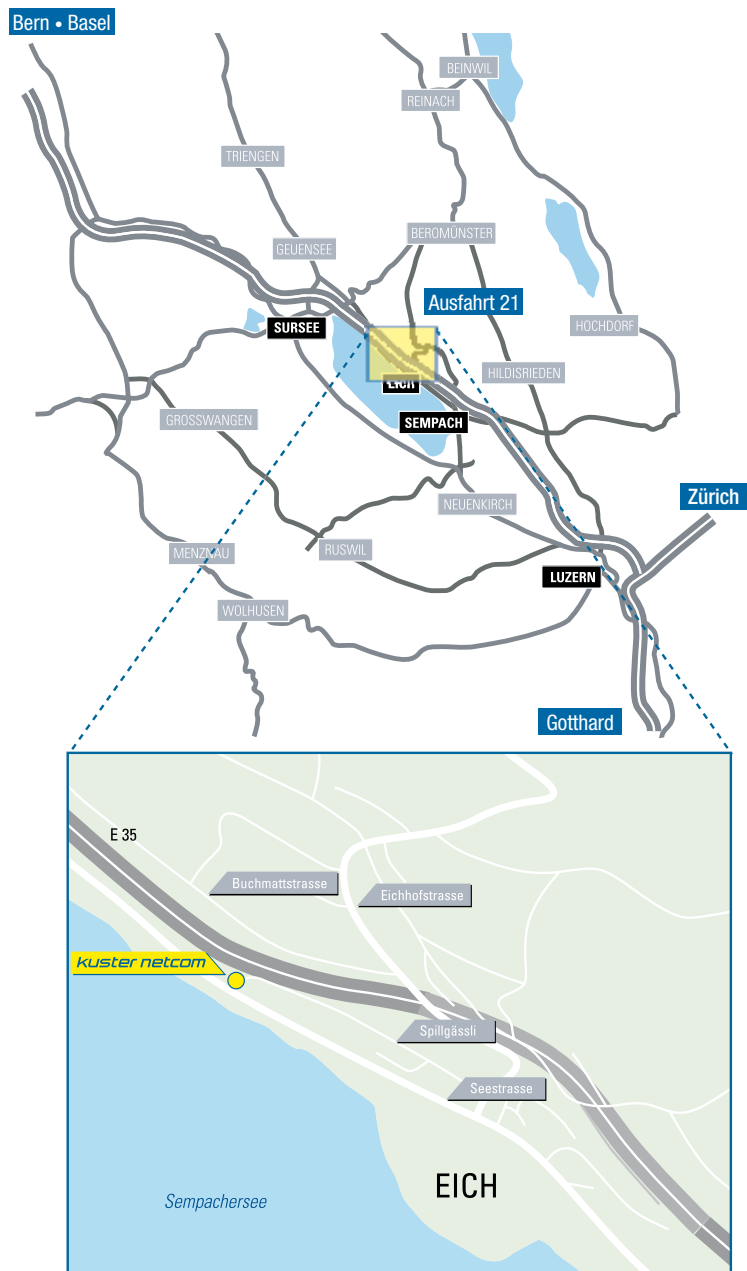 Bern • Basel
BEINWIL
REINACH
TRIENGEN
BEROMÜNSTER
GEUENSEE
Ausfahrt 21
HOCHDORF
SURSEE
HILDISRIEDEN
EICH
GROSSWANGEN
SEMPACH
Zürich
NEUENKIRCH
RUSWIL
MENZNAU
LUZERN
WOLHUSEN
Gotthard
E 35
Buchmattstrasse
Eichhofstrasse
kuster netcom
Spillgässli
Seestrasse
EICH
Sempachersee